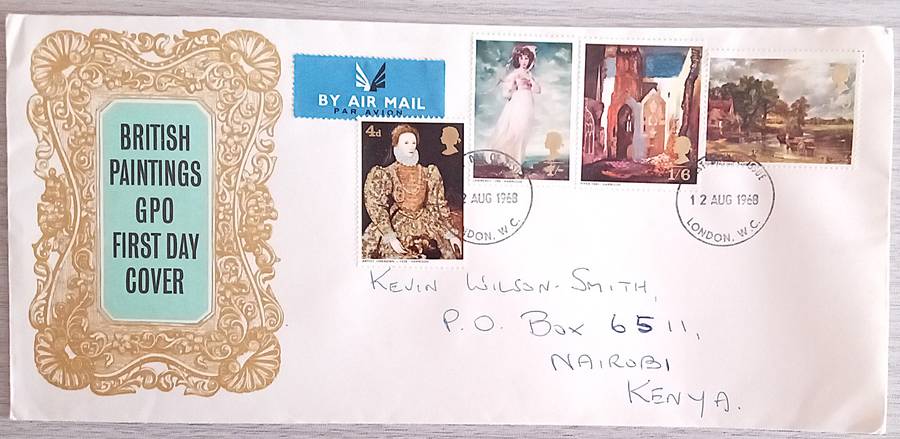 BRITISH
PAINTINGS
GPO
FIRST DAY
COVER
BY AIR MAIL
PAR AVION
4d
1/6
12 AUG 1968
LONDON, W.C.
2 AUG 1968
LONDON, W.C.
KEVIN WILSON-SMITH,
P.O. BOX 6511,
NAIROBI
KENYA.